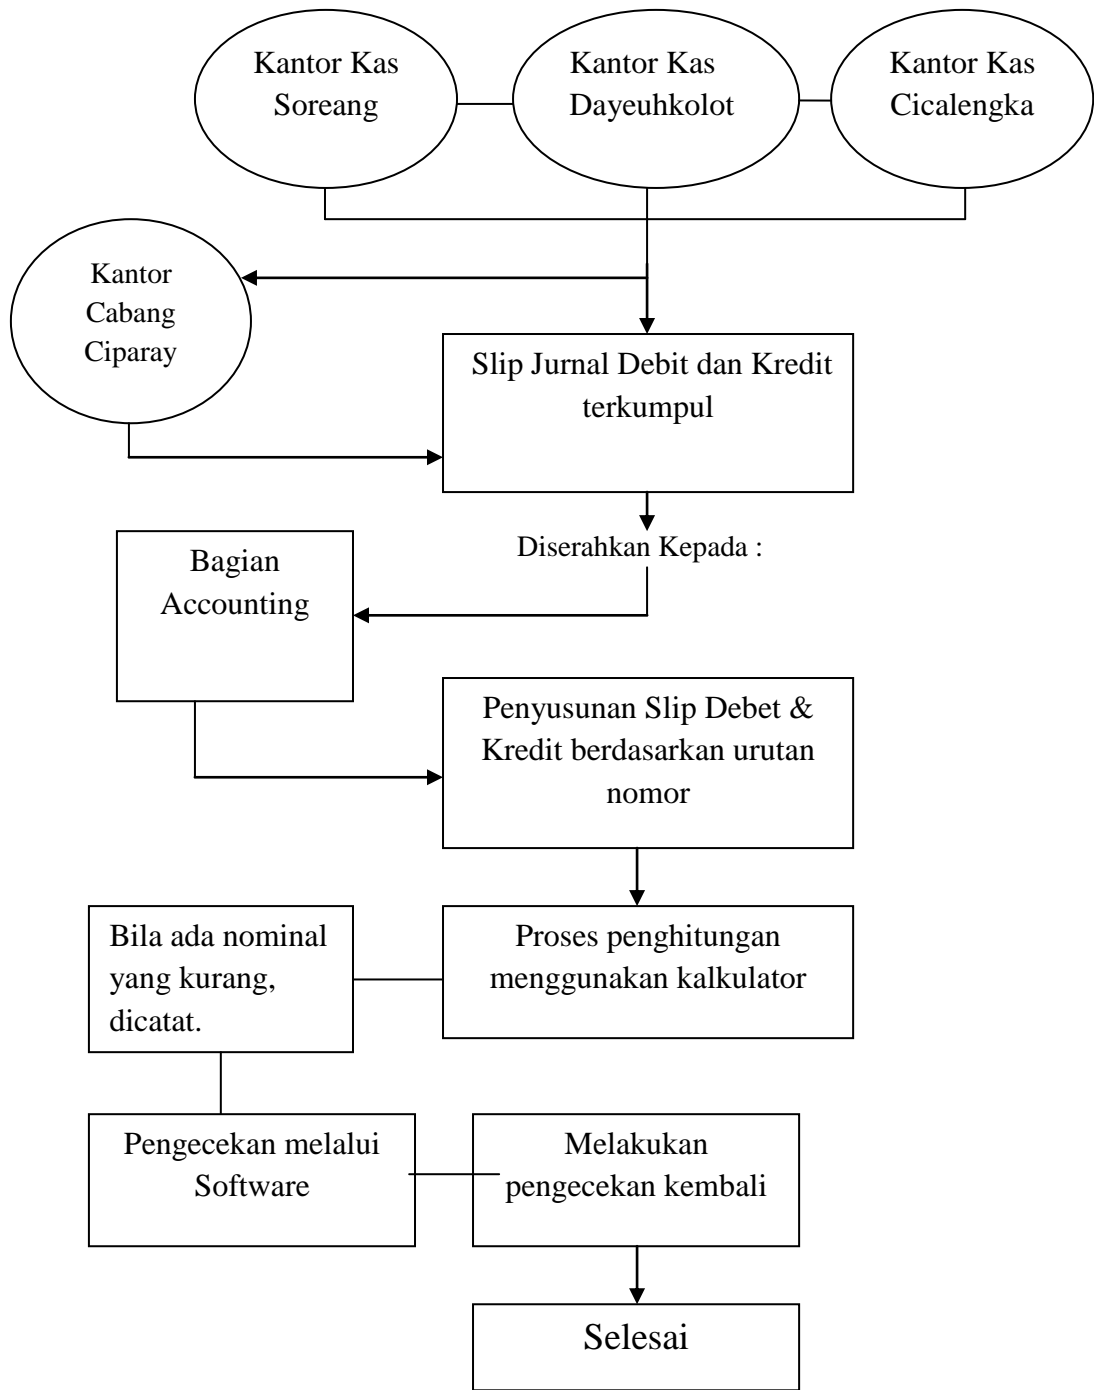 Kantor Kas
Soreang
Kantor Kas
Dayeuhkolot
Kantor Kas
Cicalengka
Kantor
Cabang
Ciparay
Slip Jurnal Debit dan Kredit
terkumpul
Diserahkan Kepada :
Bagian
Accounting
Penyusunan Slip Debet &
Kredit berdasarkan urutan
nomor
Proses penghitungan
menggunakan kalkulator
Bila ada nominal
yang kurang,
dicatat.
Pengecekan melalui
Software
Melakukan
pengecekan kembali
Selesai